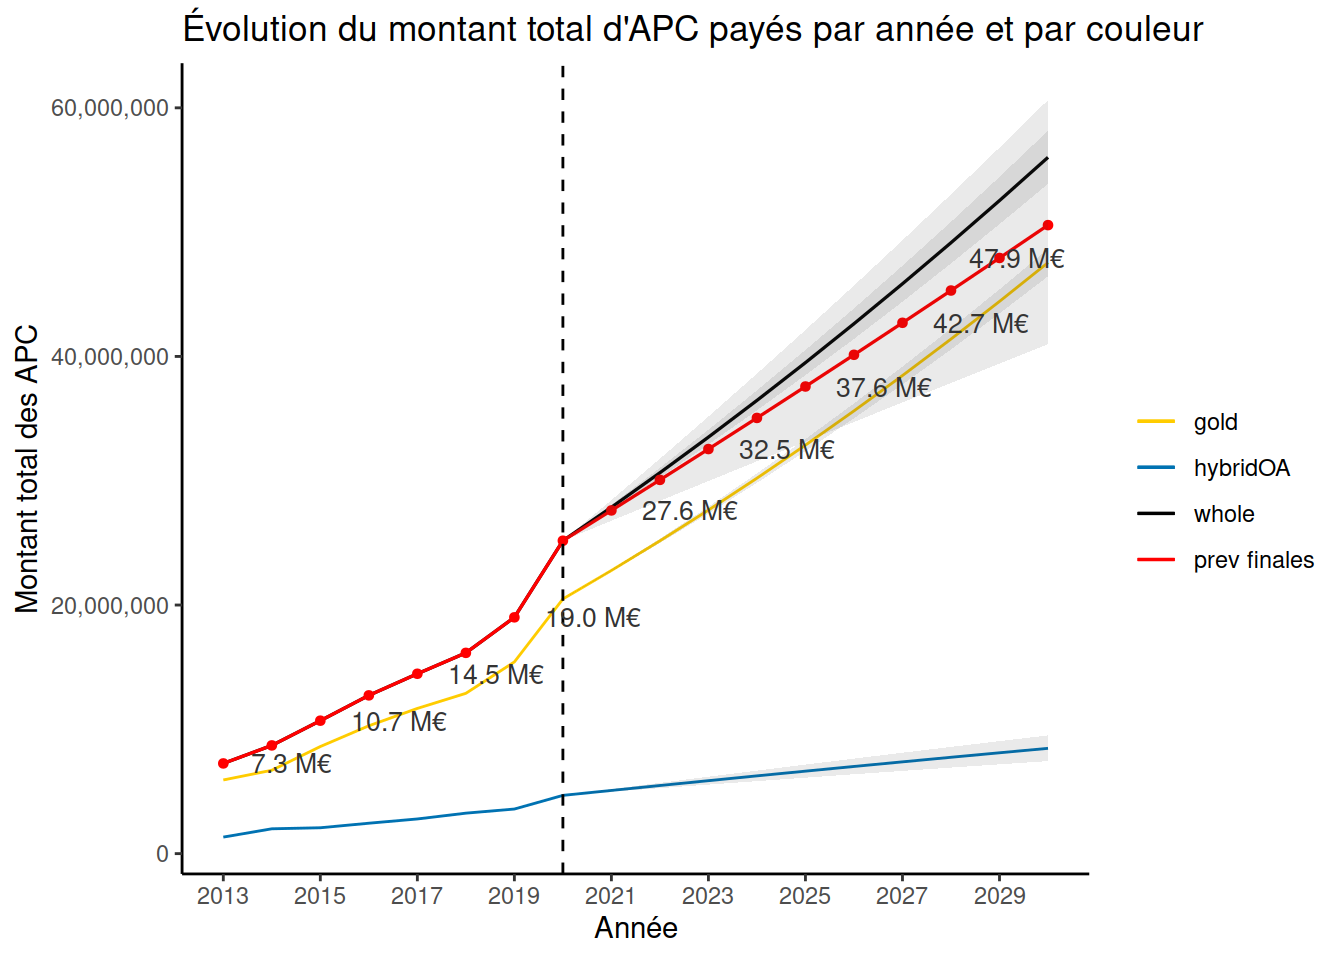 Évolution du montant total d'APC payés par année et par couleur
Montant total des APC
60,000,000
40,000,000
20,000,000
0
47.9 M€
42.7 M€
37.6 M€
32.5 M€
27.6 M€
19.0 M€
14.5 M€
10.7 M€
7.3 M€
2013 2015 2017 2019 2021 2023 2025 2027 2029
Année
gold
hybridOA
whole
prev finales